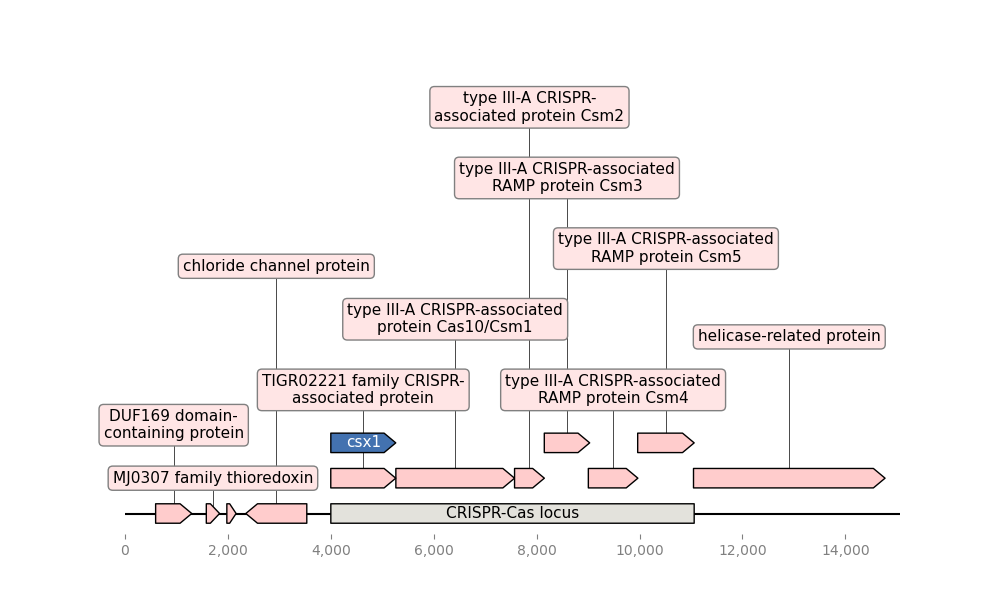 type III-A CRISPR-
associated protein Csm2
type III-A CRISPR-associated
RAMP protein Csm3
type III-A CRISPR-associated
RAMP protein Csm5
chloride channel protein
type III-A CRISPR-associated
protein Cas10/Csm1
helicase-related protein
TIGR02221 family CRISPR-
associated protein
type III-A CRISPR-associated
RAMP protein Csm4
DUF169 domain-
containing protein
csx1
MJ0307 family thioredoxin
CRISPR-Cas locus
0 2,000 4,000 6,000 8,000 10,000 12,000 14,000